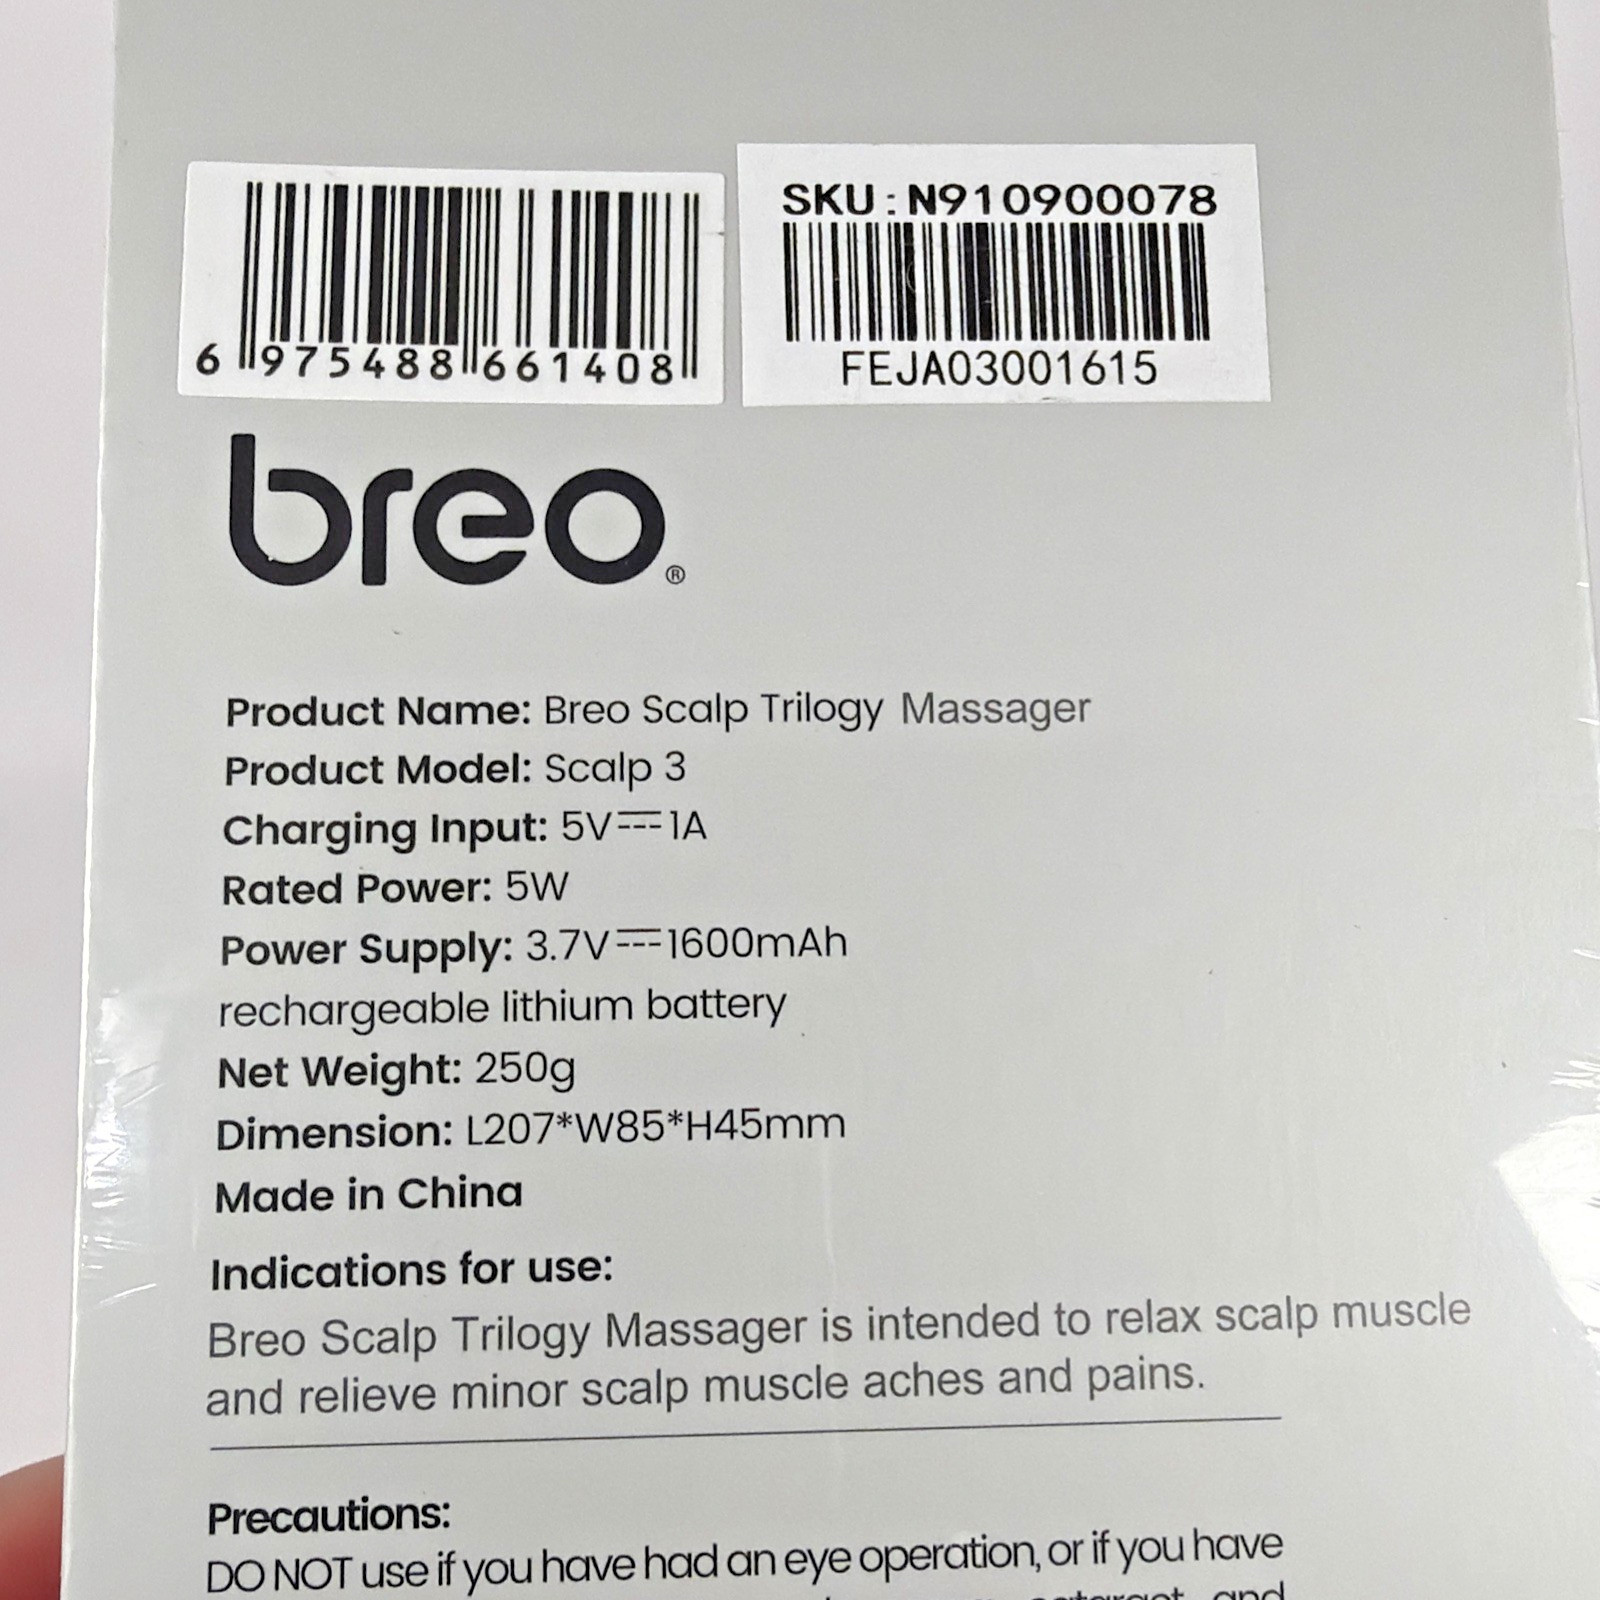 6 975488 661408
SKU:N910900078
FEJA03001615
breo®
Product Name: Breo Scalp Trilogy Massager
Product Model: Scalp 3
Charging Input: 5V⎓1A
Rated Power: 5W
Power Supply: 3.7V⎓1600mAh
rechargeable lithium battery
Net Weight: 250g
Dimension: L207*W85*H45mm
Made in China
Indications for use:
Breo Scalp Trilogy Massager is intended to relax scalp muscle
and relieve minor scalp muscle aches and pains.
Precautions:
DO NOT use if you have had an eye operation, or if you have
and